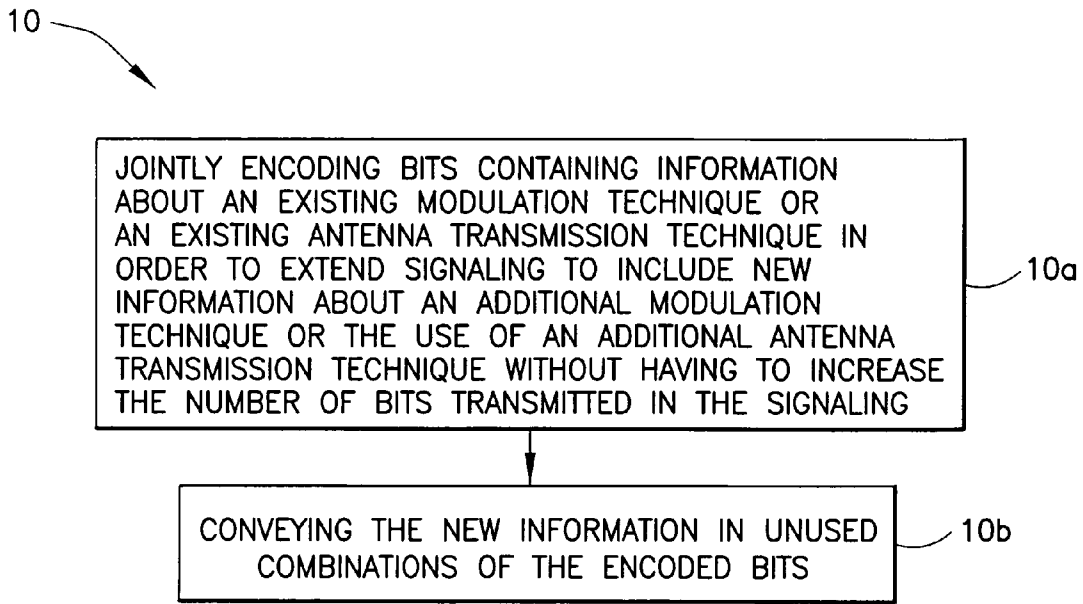 10
JOINTLY ENCODING BITS CONTAINING INFORMATION
ABOUT AN EXISTING MODULATION TECHNIQUE OR
AN EXISTING ANTENNA TRANSMISSION TECHNIQUE IN
ORDER TO EXTEND SIGNALING TO INCLUDE NEW
INFORMATION ABOUT AN ADDITIONAL MODULATION
TECHNIQUE OR THE USE OF AN ADDITIONAL ANTENNA
TRANSMISSION TECHNIQUE WITHOUT HAVING TO INCREASE
THE NUMBER OF BITS TRANSMITTED IN THE SIGNALING
10a
CONVEYING THE NEW INFORMATION IN UNUSED
COMBINATIONS OF THE ENCODED BITS
10b